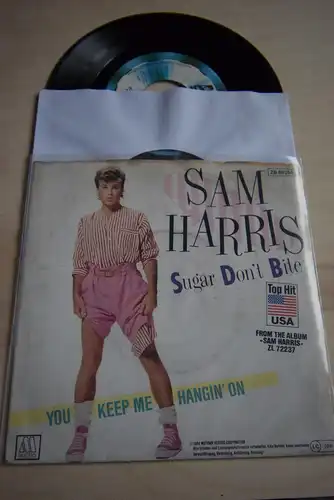 SAM
HARRIS
Sugar Don't Bite
Top Hit
USA
FROM THE ALBUM
-SAM HARRIS-
ZL 72237
YOU KEEP ME HANGIN' ON